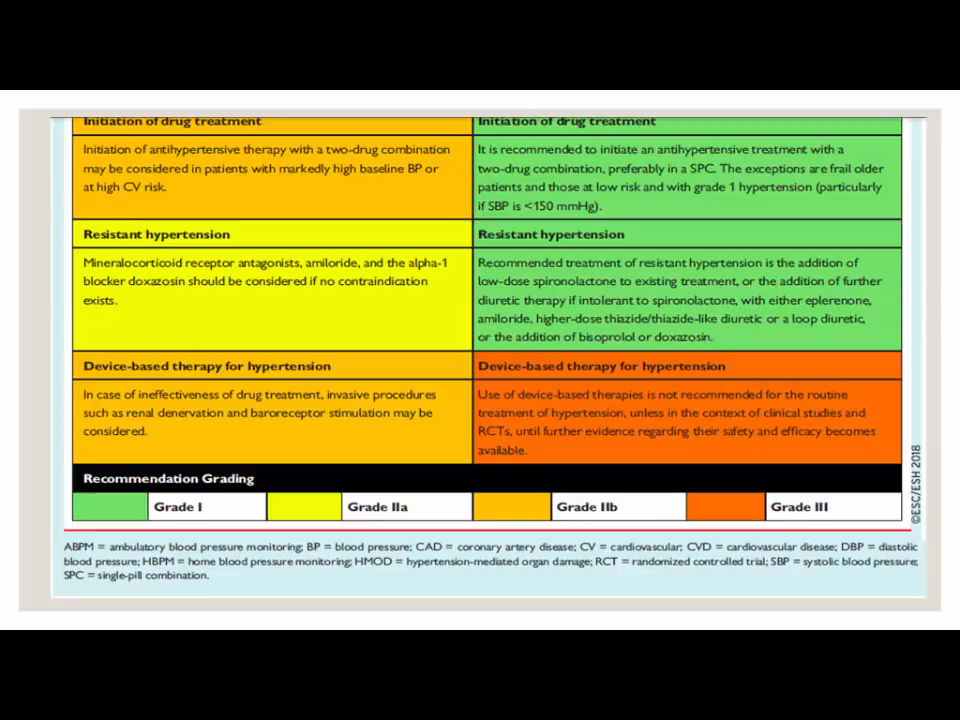 Initiation of drug treatment
Initiation of drug treatment
Initiation of antihypertensive therapy with a two-drug combination
may be considered in patients with markedly high baseline BP or
at high CV risk.
It is recommended to initiate an antihypertensive treatment with a
two-drug combination, preferably in a SPC. The exceptions are frail older
patients and those at low risk and with grade 1 hypertension (particularly
if SBP is <150 mmHg).
Resistant hypertension
Resistant hypertension
Mineralocorticoid receptor antagonists, amiloride, and the alpha-1
blocker doxazosin should be considered if no contraindication
exists.
Recommended treatment of resistant hypertension is the addition of
low-dose spironolactone to existing treatment, or the addition of further
diuretic therapy if intolerant to spironolactone, with either eplerenone,
amiloride, higher-dose thiazide/thiazide-like diuretic or a loop diuretic,
or the addition of bisoprolol or doxazosin.
Device-based therapy for hypertension
Device-based therapy for hypertension
In case of ineffectiveness of drug treatment, invasive procedures
such as renal denervation and baroreceptor stimulation may be
considered.
Use of device-based therapies is not recommended for the routine
treatment of hypertension, unless in the context of clinical studies and
RCTs, until further evidence regarding their safety and efficacy becomes
available.
Recommendation Grading
Grade I
Grade IIa
Grade IIb
Grade III
©ESC/ESH 2018
ABPM = ambulatory blood pressure monitoring; BP = blood pressure; CAD = coronary artery disease; CV = cardiovascular; CVD = cardiovascular disease; DBP = diastolic
blood pressure; HBPM = home blood pressure monitoring; HMOD = hypertension-mediated organ damage; RCT = randomized controlled trial; SBP = systolic blood pressure;
SPC = single-pill combination.